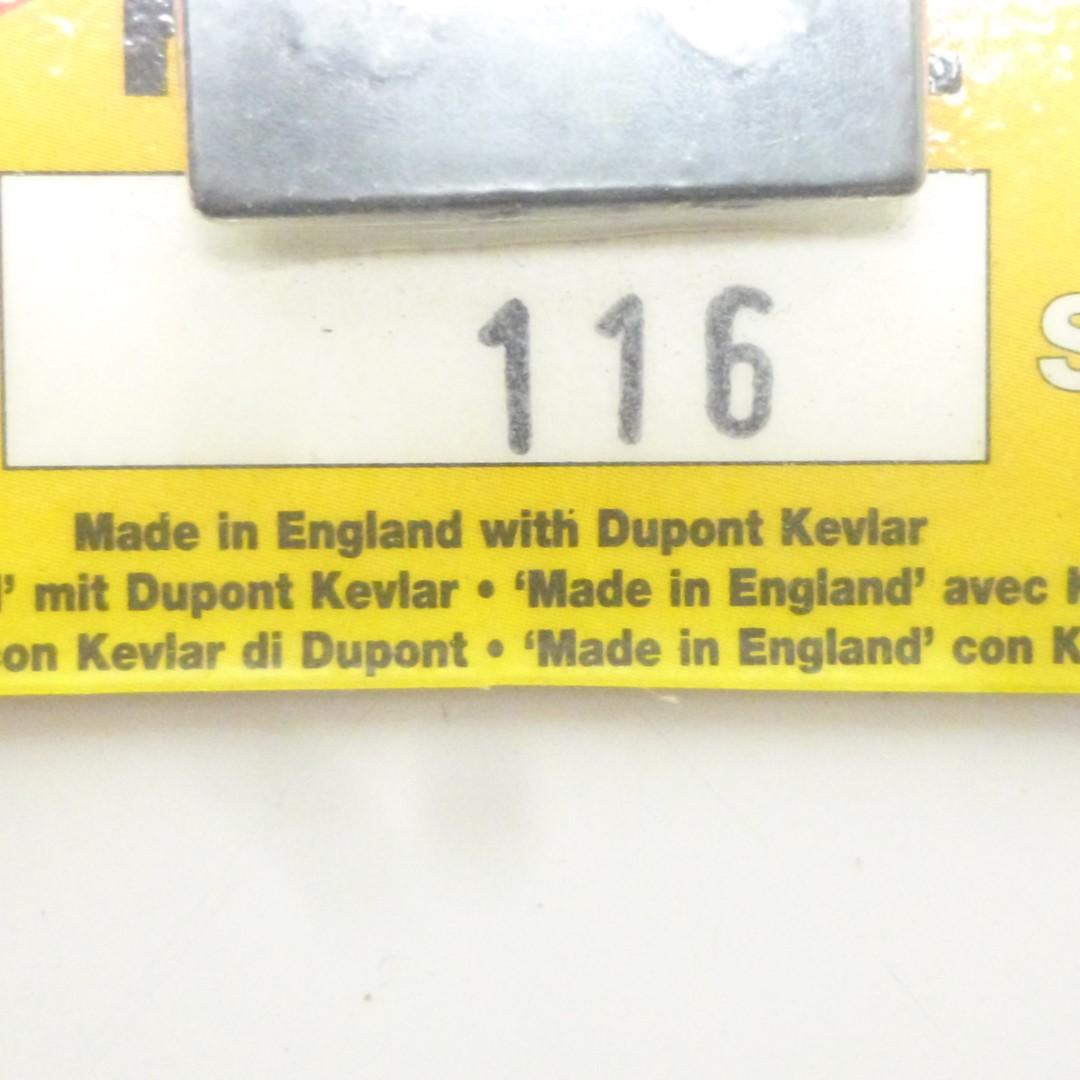 116
S
Made in England with Dupont Kevlar
' mit Dupont Kevlar • 'Made in England' avec
con Kevlar di Dupont • 'Made in England' con K